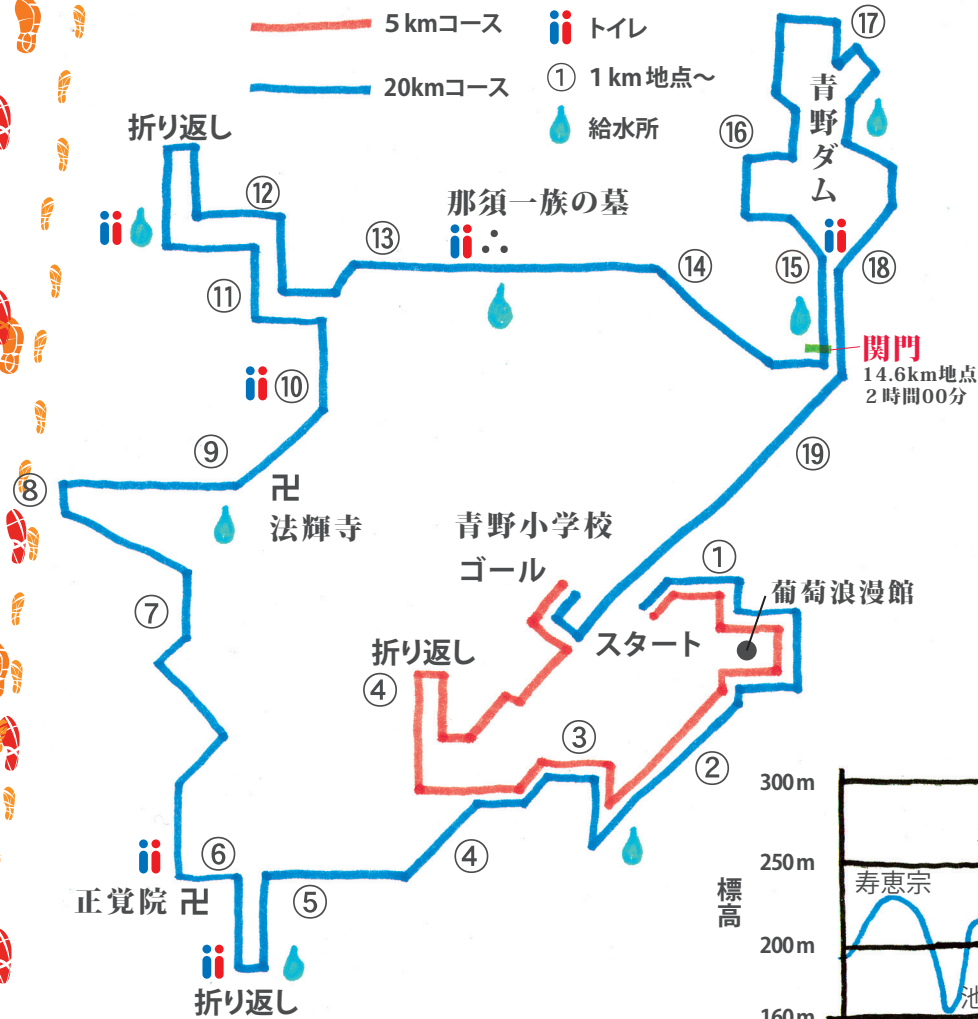 5kmコース
20kmコース
トイレ
① 1km地点～
給水所
⑰
青野ダム
⑯
折り返し
⑫
那須一族の墓
⑬
⑭
⑮
⑱
⑪
関門
14.6km地点
2時間00分
⑩
⑨
⑲
⑧
卍
法輝寺
青野小学校
ゴール
①
葡萄浪漫館
スタート
⑦
折り返し
④
③
②
④
⑥
⑤
正覚院 卍
折り返し
300m
250m
標高
寿恵宗
200m
池
160m